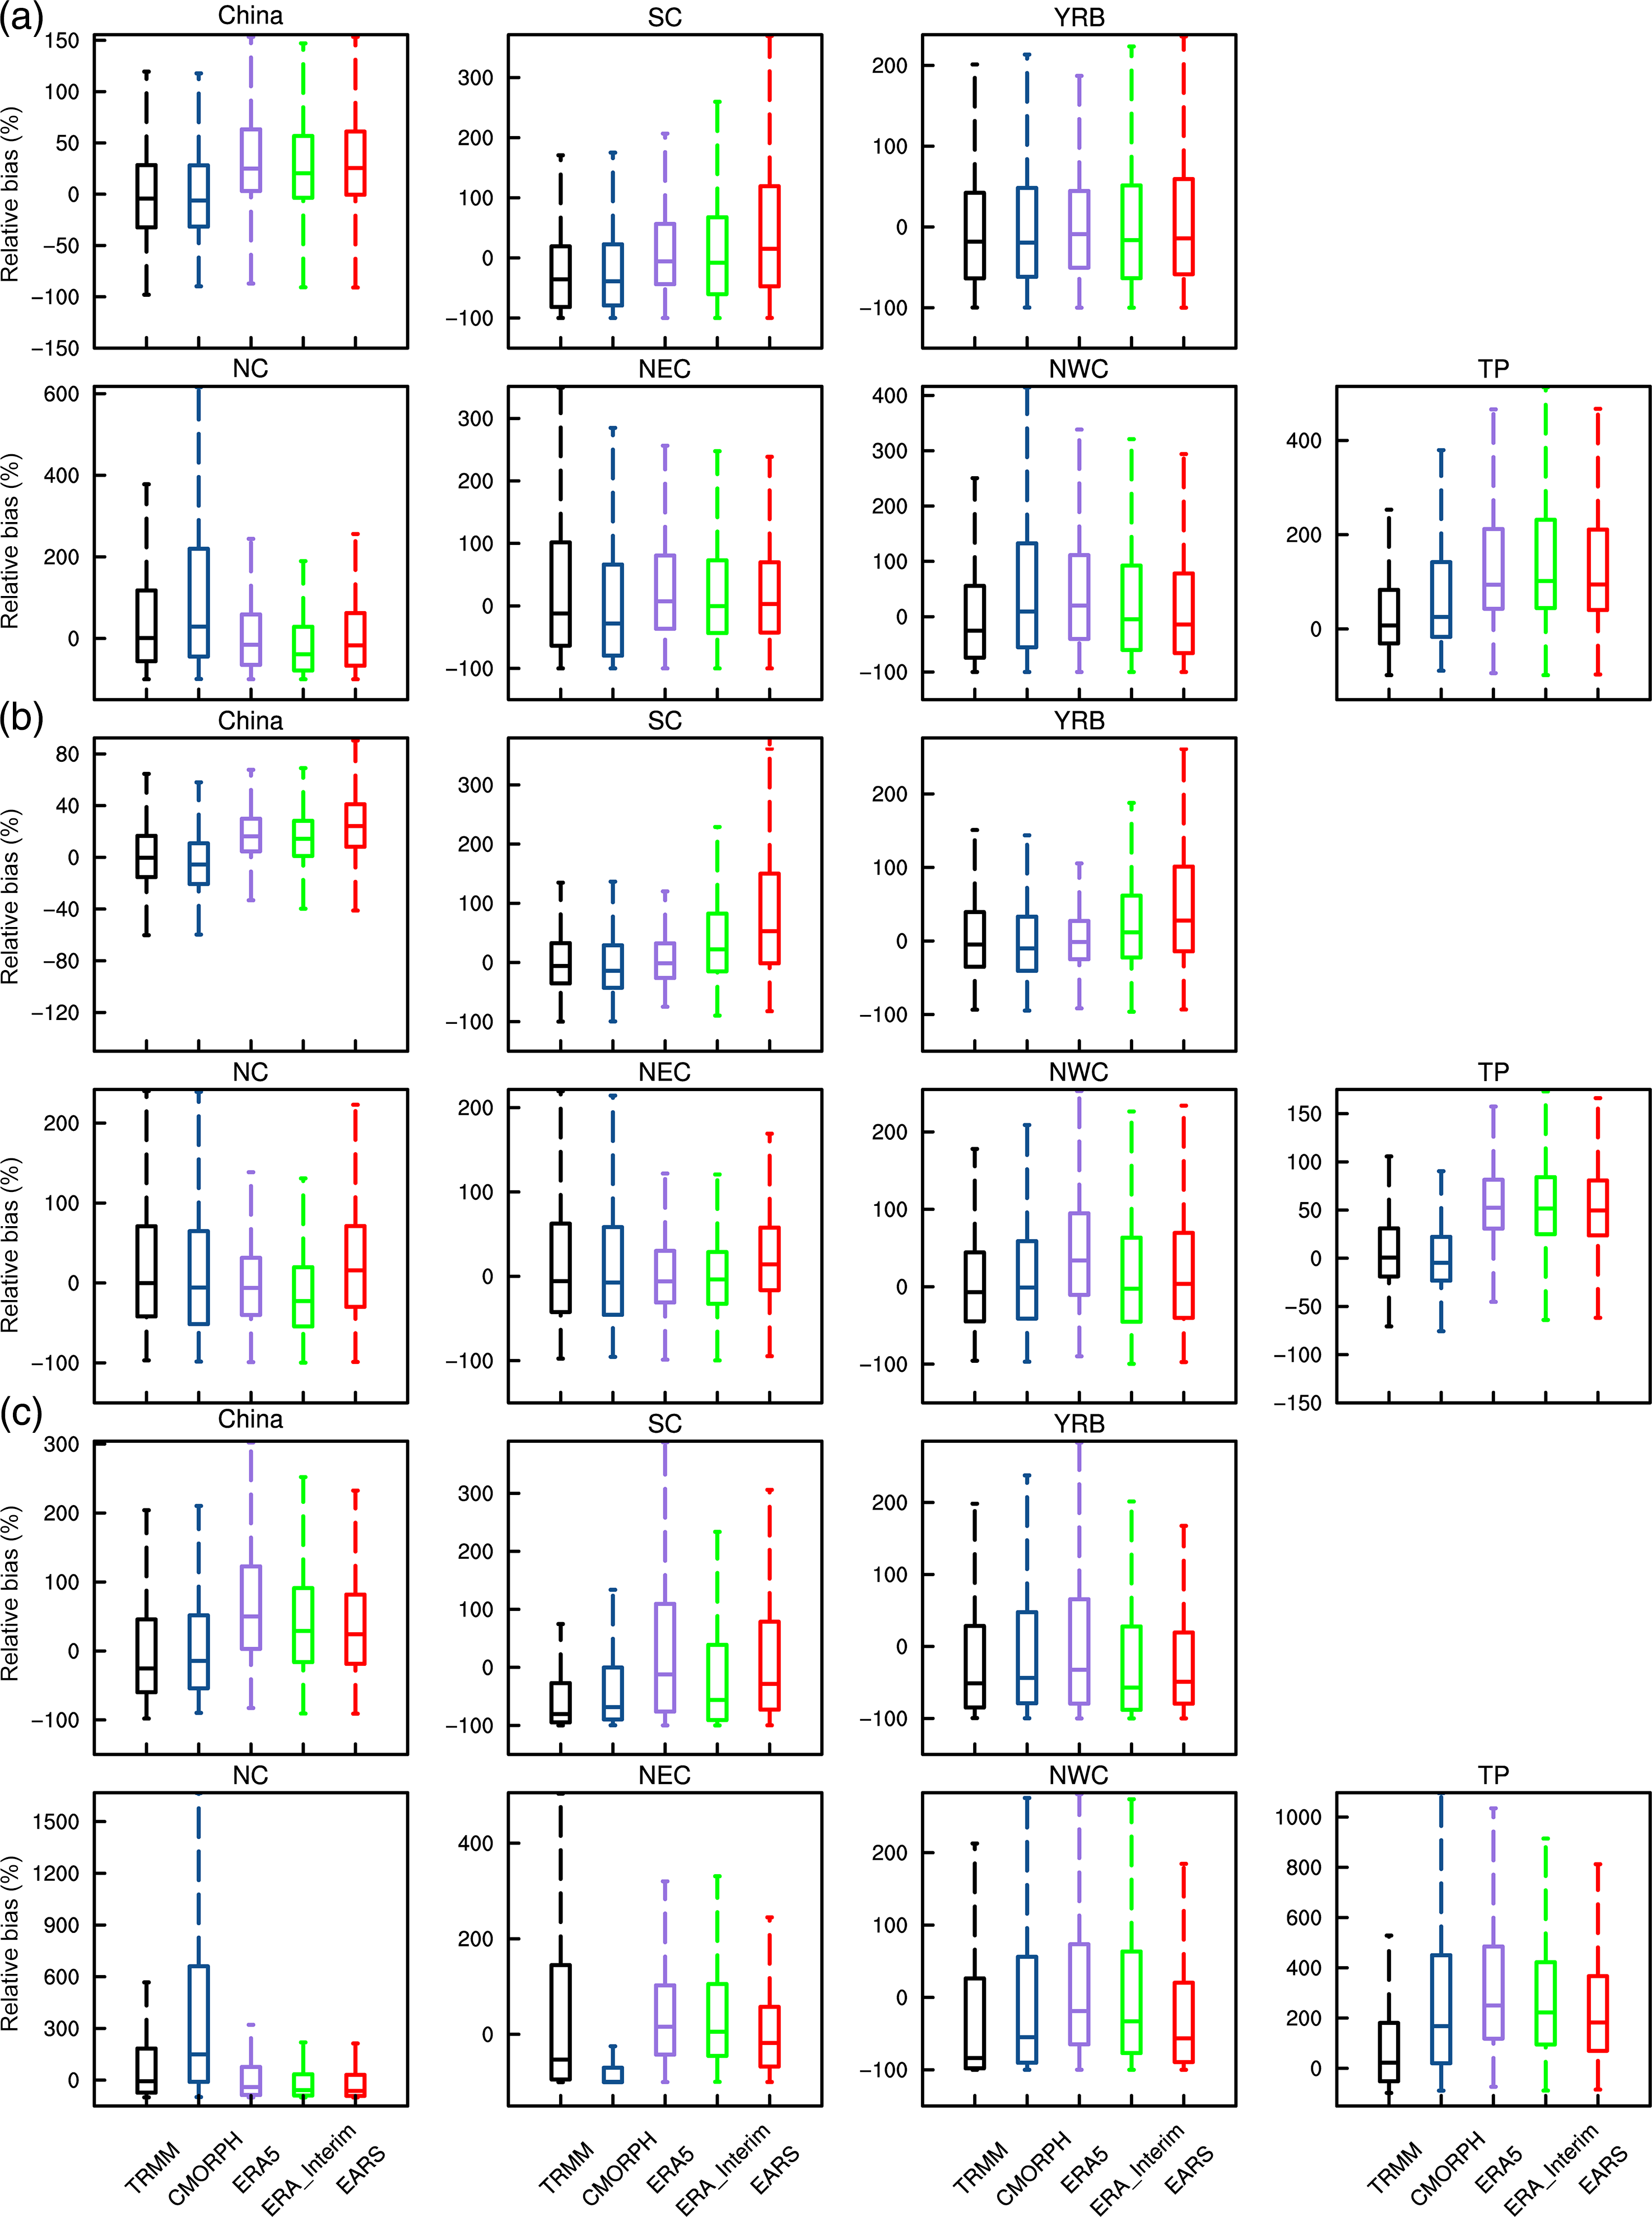 (a)
China
SC
YRB
Relative bias (%)
150
100
50
0
−50
−100
−150
300
200
100
0
−100
200
100
0
−100
NC
NEC
NWC
TP
Relative bias (%)
600
400
200
0
300
200
100
0
−100
400
300
200
100
0
−100
400
200
0
(b)
China
SC
YRB
Relative bias (%)
80
40
0
−40
−80
−120
300
200
100
0
−100
200
100
0
−100
NC
NEC
NWC
TP
Relative bias (%)
200
100
0
−100
200
100
0
−100
200
100
0
−100
150
100
50
0
−50
−100
−150
(c)
China
SC
YRB
Relative bias (%)
300
200
100
0
−100
300
200
100
0
−100
200
100
0
−100
NC
NEC
NWC
TP
Relative bias (%)
1500
1200
900
600
300
0
400
200
0
200
100
0
−100
1000
800
600
400
200
0
TRMM
CMORPH
ERA5
ERA_Interim
EARS
TRMM
CMORPH
ERA5
ERA_Interim
EARS
TRMM
CMORPH
ERA5
ERA_Interim
EARS
TRMM
CMORPH
ERA5
ERA_Interim
EARS